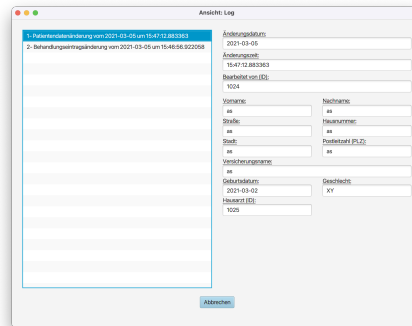 Ansicht: Log
1- Patientendatenänderung vom 2021-03-05 um 15:47:12.883363
2- Behandlungseintragsänderung vom 2021-03-05 um 15:46:56.922058
Änderungsdatum:
2021-03-05
Änderungszeit:
15:47:12.883363
Bearbeitet von (ID):
1024
Vorname: Nachname:
as as
Straße: Hausnummer:
as as
Stadt: Postleitzahl (PLZ):
as as
Versicherungsname:
as
Geburtsdatum: Geschlecht:
2021-03-02 XY
Hausarzt (ID):
1025
Abbrechen